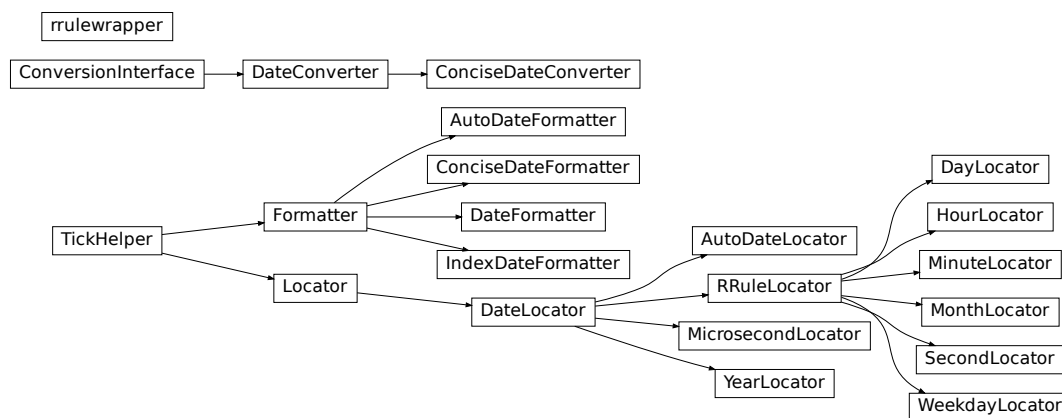 rrulewrapper
ConversionInterface
DateConverter
ConciseDateConverter
AutoDateFormatter
ConciseDateFormatter
DayLocator
Formatter
DateFormatter
HourLocator
TickHelper
AutoDateLocator
IndexDateFormatter
MinuteLocator
Locator
RRuleLocator
DateLocator
MonthLocator
MicrosecondLocator
SecondLocator
YearLocator
WeekdayLocator